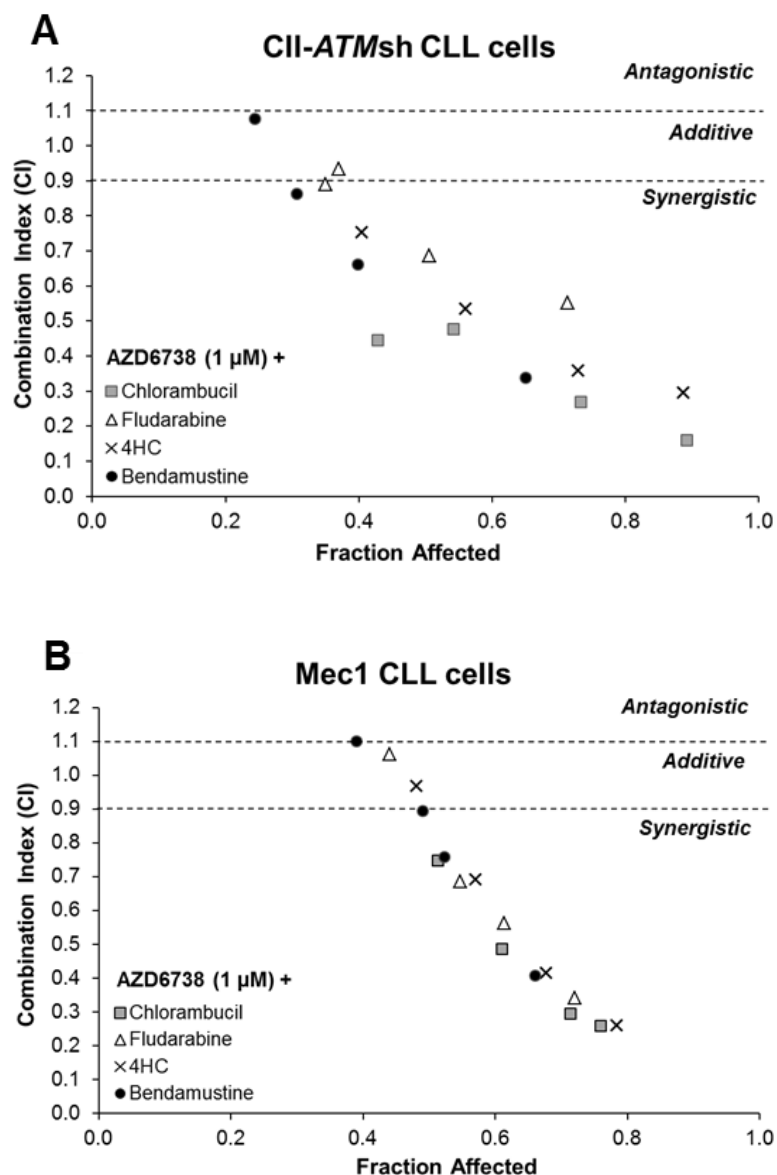 A
CII-ATMsh CLL cells
1.2
1.1
1.0
0.9
0.8
0.7
0.6
0.5
0.4
0.3
0.2
0.1
0.0
Combination Index (CI)
Antagonistic
Additive
Synergistic
AZD6738 (1 µM) +
Chlorambucil
Fludarabine
4HC
Bendamustine
0.0 0.2 0.4 0.6 0.8 1.0
Fraction Affected
B
Mec1 CLL cells
1.2
1.1
1.0
0.9
0.8
0.7
0.6
0.5
0.4
0.3
0.2
0.1
0.0
Combination Index (CI)
Antagonistic
Additive
Synergistic
AZD6738 (1 µM) +
Chlorambucil
Fludarabine
4HC
Bendamustine
0.0 0.2 0.4 0.6 0.8 1.0
Fraction Affected